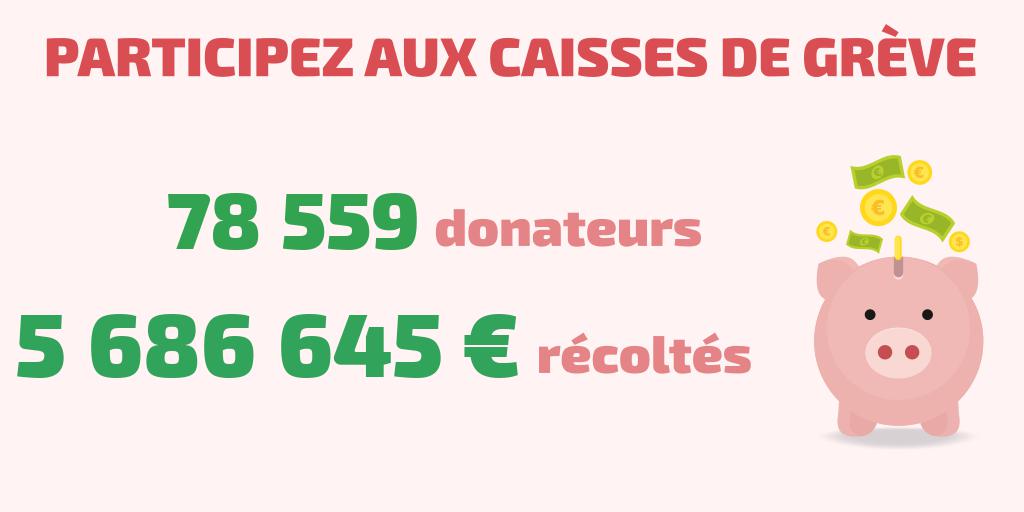 PARTICIPEZ AUX CAISSES DE GRÈVE
78 559 donateurs
5 686 645 € récoltés